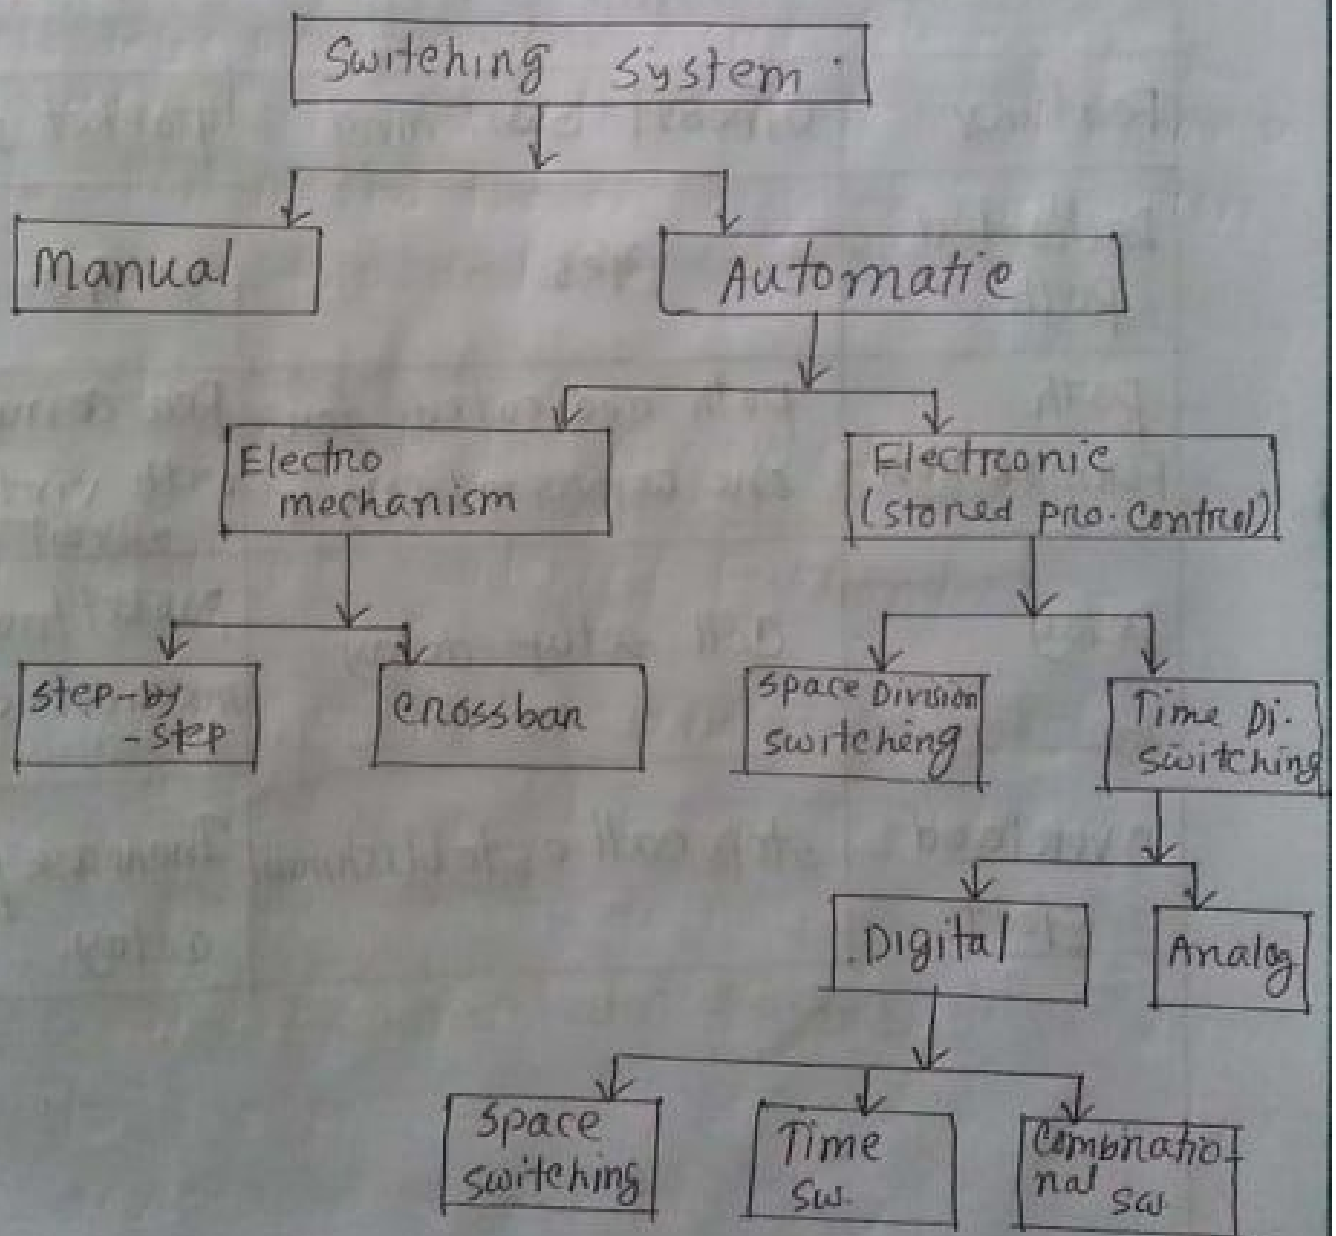 Switching System
Manual
Automatic
Electro
mechanism
Electronic
(stored pro. Control)
step-by
-step
crossbar
space Division
switching
Time Di.
switching
Digital
Analog
Space
switching
Time
sw.
Combinatio-
nal sw